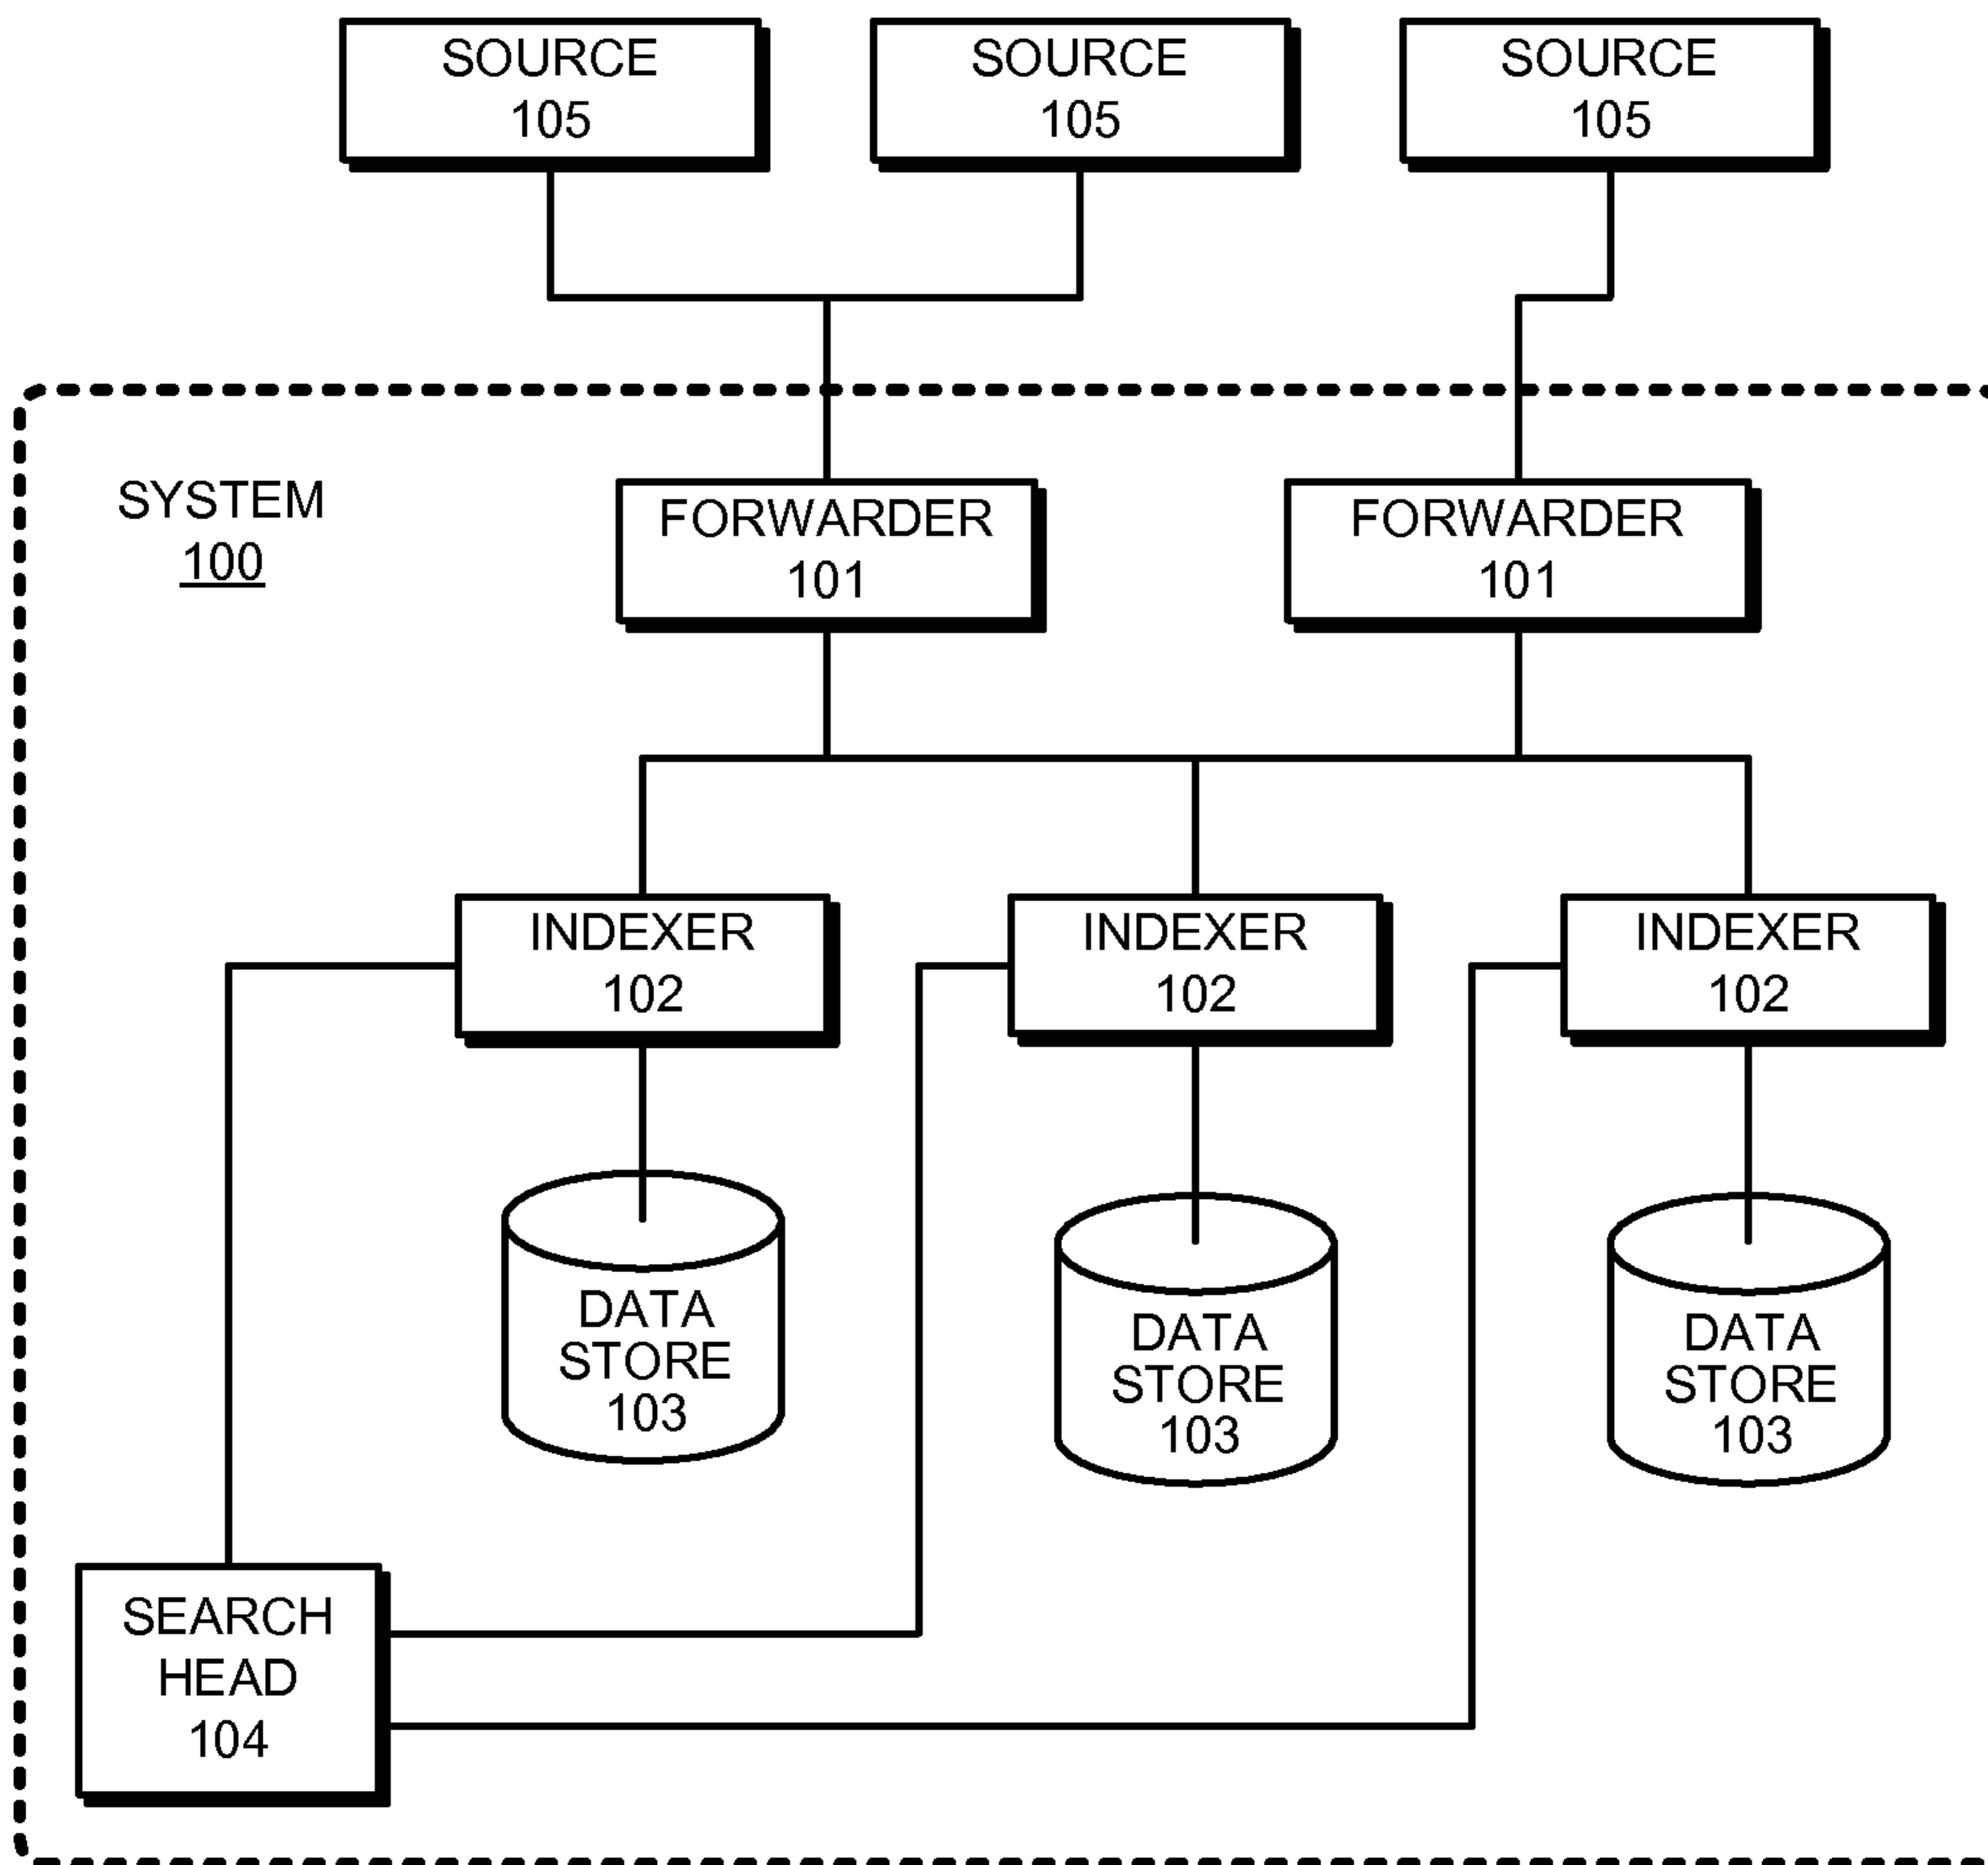 SOURCE
105
SOURCE
105
SOURCE
105
SYSTEM
100
FORWARDER
101
FORWARDER
101
INDEXER
102
INDEXER
102
INDEXER
102
DATA
STORE
103
DATA
STORE
103
DATA
STORE
103
SEARCH
HEAD
104